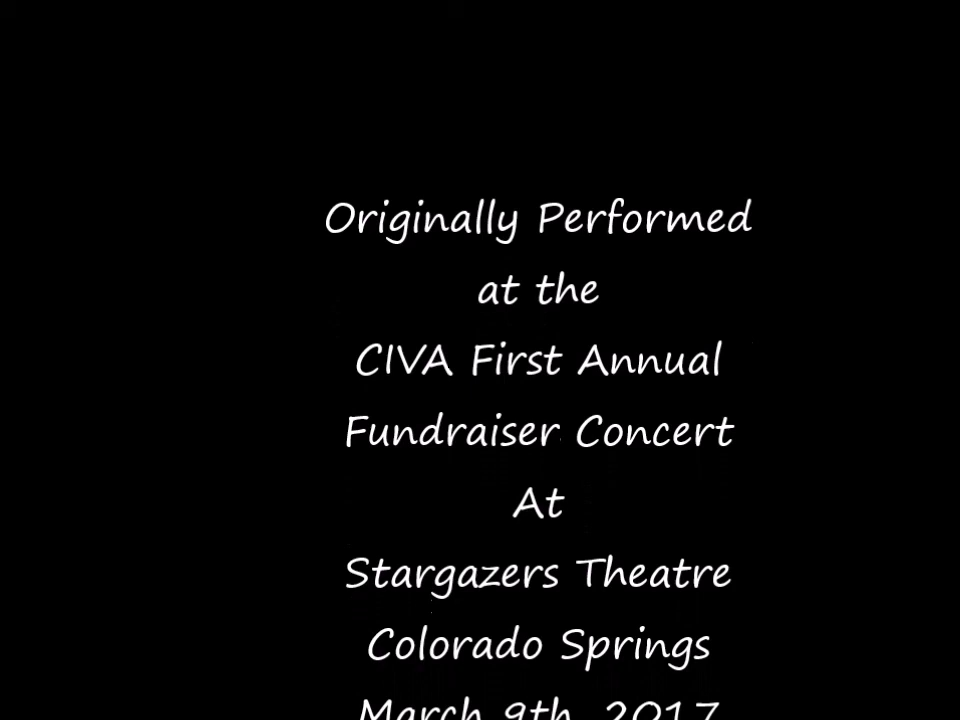 Originally Performed
at the
CIVA First Annual
Fundraiser Concert
At
Stargazers Theatre
Colorado Springs
March 9th, 2017